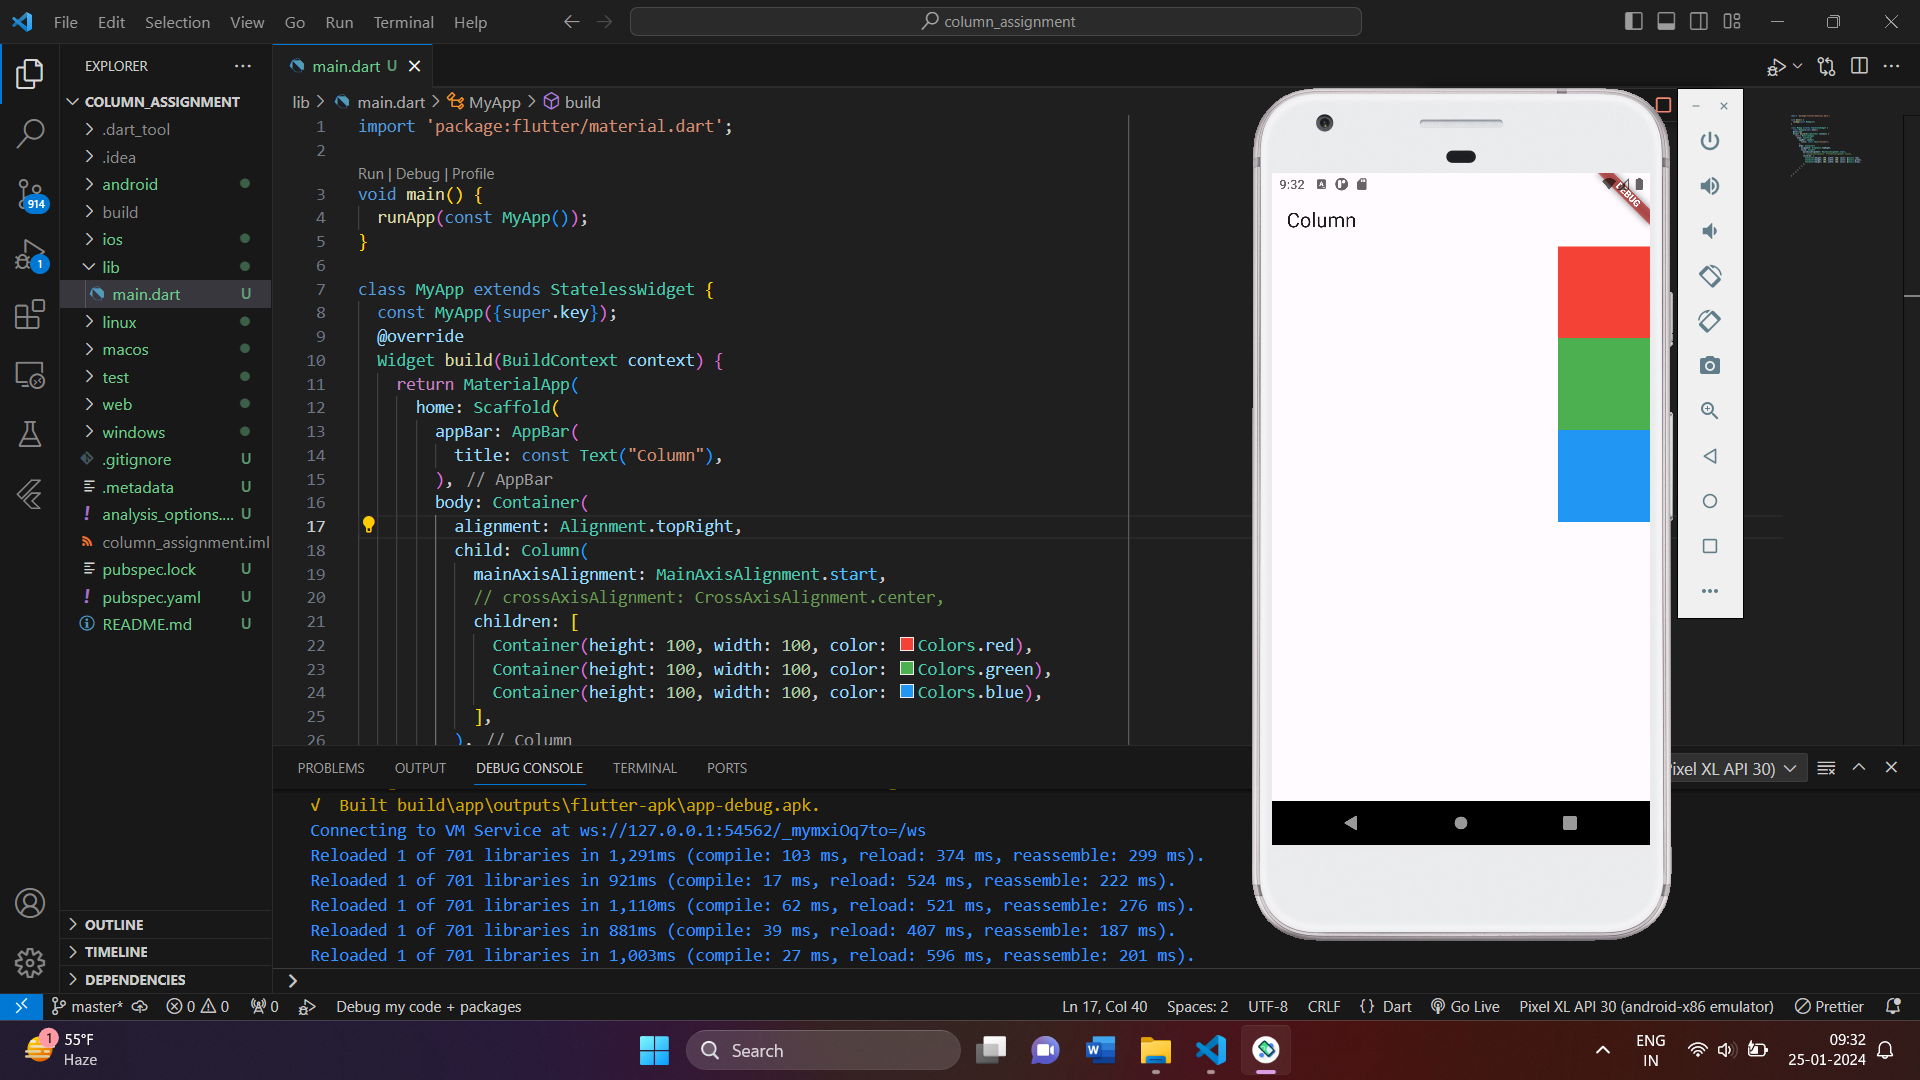 File Edit Selection View Go Run Terminal Help
column_assignment
EXPLORER
main.dart U
COLUMN_ASSIGNMENT
.dart_tool
.idea
android
build
ios
lib
main.dart U
linux
macos
test
web
windows
.gitignore U
.metadata U
analysis_options.... U
column_assignment.iml
pubspec.lock U
pubspec.yaml U
README.md U
OUTLINE
TIMELINE
DEPENDENCIES
914
1
lib > main.dart > MyApp > build
1 import 'package:flutter/material.dart';
2
Run | Debug | Profile
3 void main() {
4 runApp(const MyApp());
5 }
6
7 class MyApp extends StatelessWidget {
8 const MyApp({super.key});
9 @override
10 Widget build(BuildContext context) {
11 return MaterialApp(
12 home: Scaffold(
13 appBar: AppBar(
14 title: const Text("Column"),
15 ), // AppBar
16 body: Container(
17 alignment: Alignment.topRight,
18 child: Column(
19 mainAxisAlignment: MainAxisAlignment.start,
20 // crossAxisAlignment: CrossAxisAlignment.center,
21 children: [
22 Container(height: 100, width: 100, color: Colors.red),
23 Container(height: 100, width: 100, color: Colors.green),
24 Container(height: 100, width: 100, color: Colors.blue),
25 ],
26 ), // Column
9:32
DEBUG
Column
PROBLEMS OUTPUT DEBUG CONSOLE TERMINAL PORTS
ixel XL API 30)
√ Built build\app\outputs\flutter-apk\app-debug.apk.
Connecting to VM Service at ws://127.0.0.1:54562/_mymxiOq7to=/ws
Reloaded 1 of 701 libraries in 1,291ms (compile: 103 ms, reload: 374 ms, reassemble: 299 ms).
Reloaded 1 of 701 libraries in 921ms (compile: 17 ms, reload: 524 ms, reassemble: 222 ms).
Reloaded 1 of 701 libraries in 1,110ms (compile: 62 ms, reload: 521 ms, reassemble: 276 ms).
Reloaded 1 of 701 libraries in 881ms (compile: 39 ms, reload: 407 ms, reassemble: 187 ms).
Reloaded 1 of 701 libraries in 1,003ms (compile: 27 ms, reload: 596 ms, reassemble: 201 ms).
master* 0 0 0 Debug my code + packages Ln 17, Col 40 Spaces: 2 UTF-8 CRLF {} Dart Go Live Pixel XL API 30 (android-x86 emulator) Prettier
1
55°F
Haze
Search
ENG
IN
09:32
25-01-2024